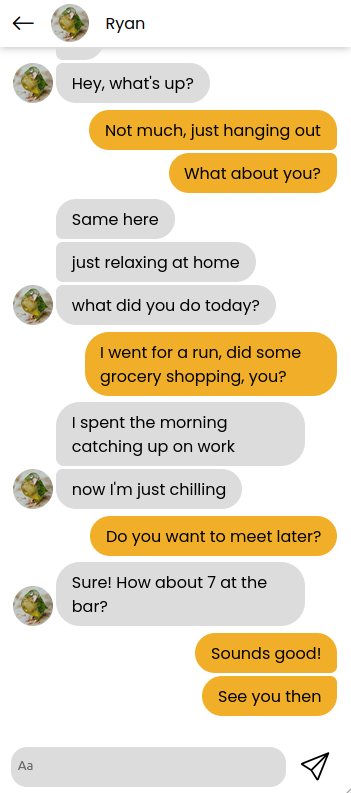 Ryan
Hey, what's up?
Not much, just hanging out
What about you?
Same here
just relaxing at home
what did you do today?
I went for a run, did some
grocery shopping, you?
I spent the morning
catching up on work
now I'm just chilling
Do you want to meet later?
Sure! How about 7 at the
bar?
Sounds good!
See you then
Aa